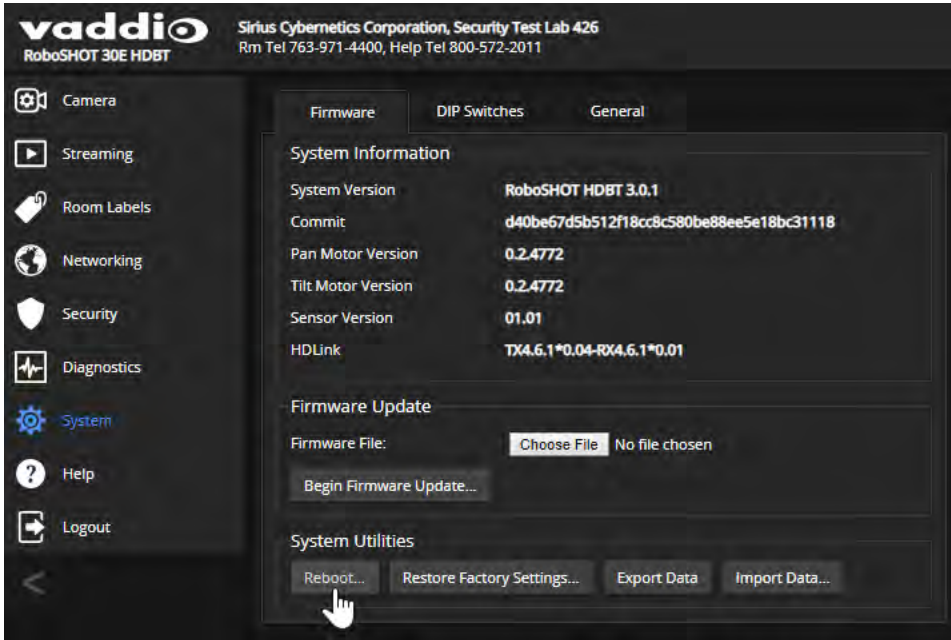 vaddio
RoboSHOT 30E HDBT
Sirius Cybernetics Corporation, Security Test Lab 426
Rm Tel 763-971-4400, Help Tel 800-572-2011
Camera
Streaming
Room Labels
Networking
Security
Diagnostics
System
Help
Logout
<
Firmware DIP Switches General
System Information
System Version RoboSHOT HDBT 3.0.1
Commit d40be67d5b512f18cc8c580be88ee5e18bc31118
Pan Motor Version 0.2.4772
Tilt Motor Version 0.2.4772
Sensor Version 01.01
HDLink TX4.6.1*0.04-RX4.6.1*0.01
Firmware Update
Firmware File: Choose File No file chosen
Begin Firmware Update...
System Utilities
Reboot... Restore Factory Settings... Export Data Import Data...